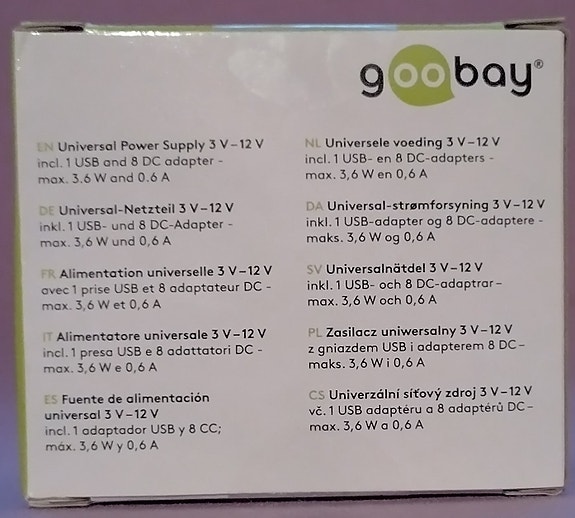 goobay®
EN Universal Power Supply 3 V – 12 V
incl. 1 USB and 8 DC adapter -
max. 3.6 W and 0.6 A
DE Universal-Netzteil 3 V – 12 V
inkl. 1 USB- und 8 DC-Adapter –
max. 3,6 W und 0,6 A
FR Alimentation universelle 3 V – 12 V
avec 1 prise USB et 8 adaptateur DC -
max. 3,6 W et 0,6 A
IT Alimentatore universale 3 V – 12 V
incl. 1 presa USB e 8 adattatori DC -
max. 3,6 W e 0,6 A
ES Fuente de alimentación
universal 3 V – 12 V
incl. 1 adaptador USB y 8 CC;
máx. 3,6 W y 0,6 A
NL Universele voeding 3 V – 12 V
incl. 1 USB- en 8 DC-adapters -
max. 3,6 W en 0,6 A
DA Universal-strømforsyning 3 V – 12 V
inkl. 1 USB-adapter og 8 DC-adaptere -
maks. 3,6 W og 0,6 A
SV Universalnätdel 3 V – 12 V
inkl. 1 USB- och 8 DC-adaptrar–
max. 3,6 W och 0,6 A
PL Zasilacz uniwersalny 3 V – 12 V
z gniazdem USB i adapterem 8 DC–
maks. 3,6 W i 0,6 A
CS Univerzální síťový zdroj 3 V – 12 V
vč. 1 USB adaptéru a 8 adaptérů DC–
max. 3,6 W a 0,6 A